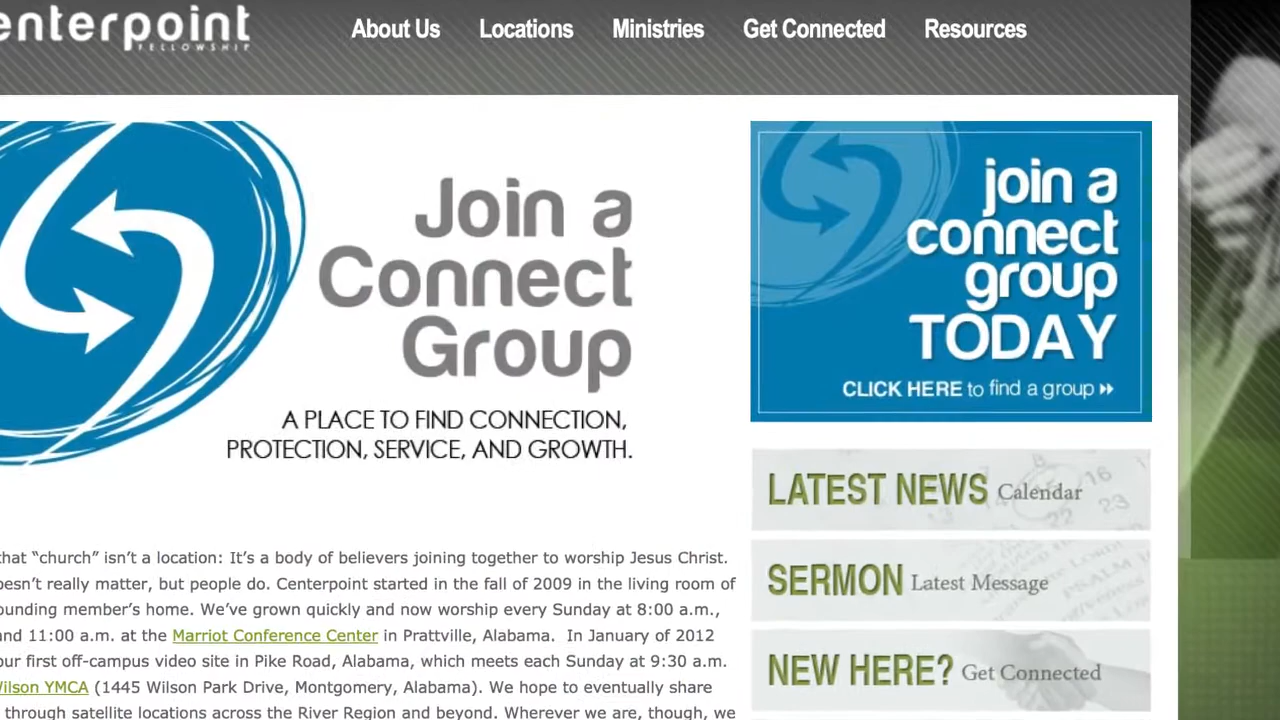 enterpoint
FELLOWSHIP
About Us Locations Ministries Get Connected Resources
Join a
Connect
Group
A PLACE TO FIND CONNECTION,
PROTECTION, SERVICE, AND GROWTH.
join a
connect
group
TODAY
CLICK HERE to find a group
LATEST NEWS Calendar
SERMON Latest Message
NEW HERE? Get Connected
that “church” isn’t a location: It’s a body of believers joining together to worship Jesus Christ.
oesn’t really matter, but people do. Centerpoint started in the fall of 2009 in the living room of
ounding member’s home. We’ve grown quickly and now worship every Sunday at 8:00 a.m.,
and 11:00 a.m. at the Marriot Conference Center in Prattville, Alabama. In January of 2012
our first off-campus video site in Pike Road, Alabama, which meets each Sunday at 9:30 a.m.
Wilson YMCA (1445 Wilson Park Drive, Montgomery, Alabama). We hope to eventually share
through satellite locations across the River Region and beyond. Wherever we are, though, we